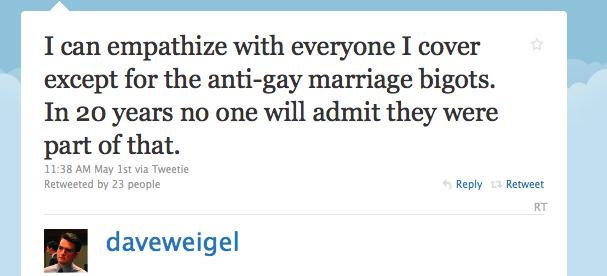 I can empathize with everyone I cover
except for the anti-gay marriage bigots.
In 20 years no one will admit they were
part of that.
11:38 AM May 1st via Tweetie
Retweeted by 23 people
Reply Retweet
RT
daveweigel